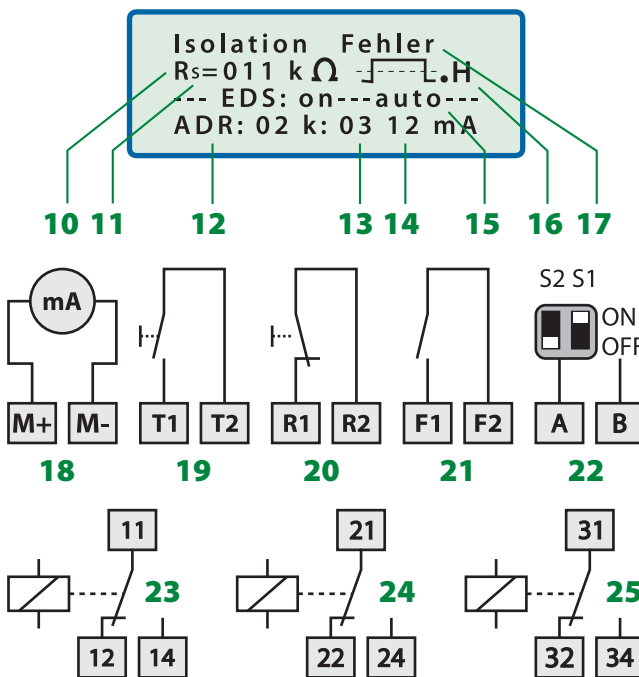 Isolation Fehler
Rs=011 kΩ .H
--- EDS: on---auto---
ADR: 02 k: 03 12 mA
10 11 12 13 14 15 16 17
S2 S1
mA
ON
OFF
M+ M- T1 T2 R1 R2 F1 F2 A B
18 19 20 21 22
11 21 31
23 24 25
12 14 22 24 32 34